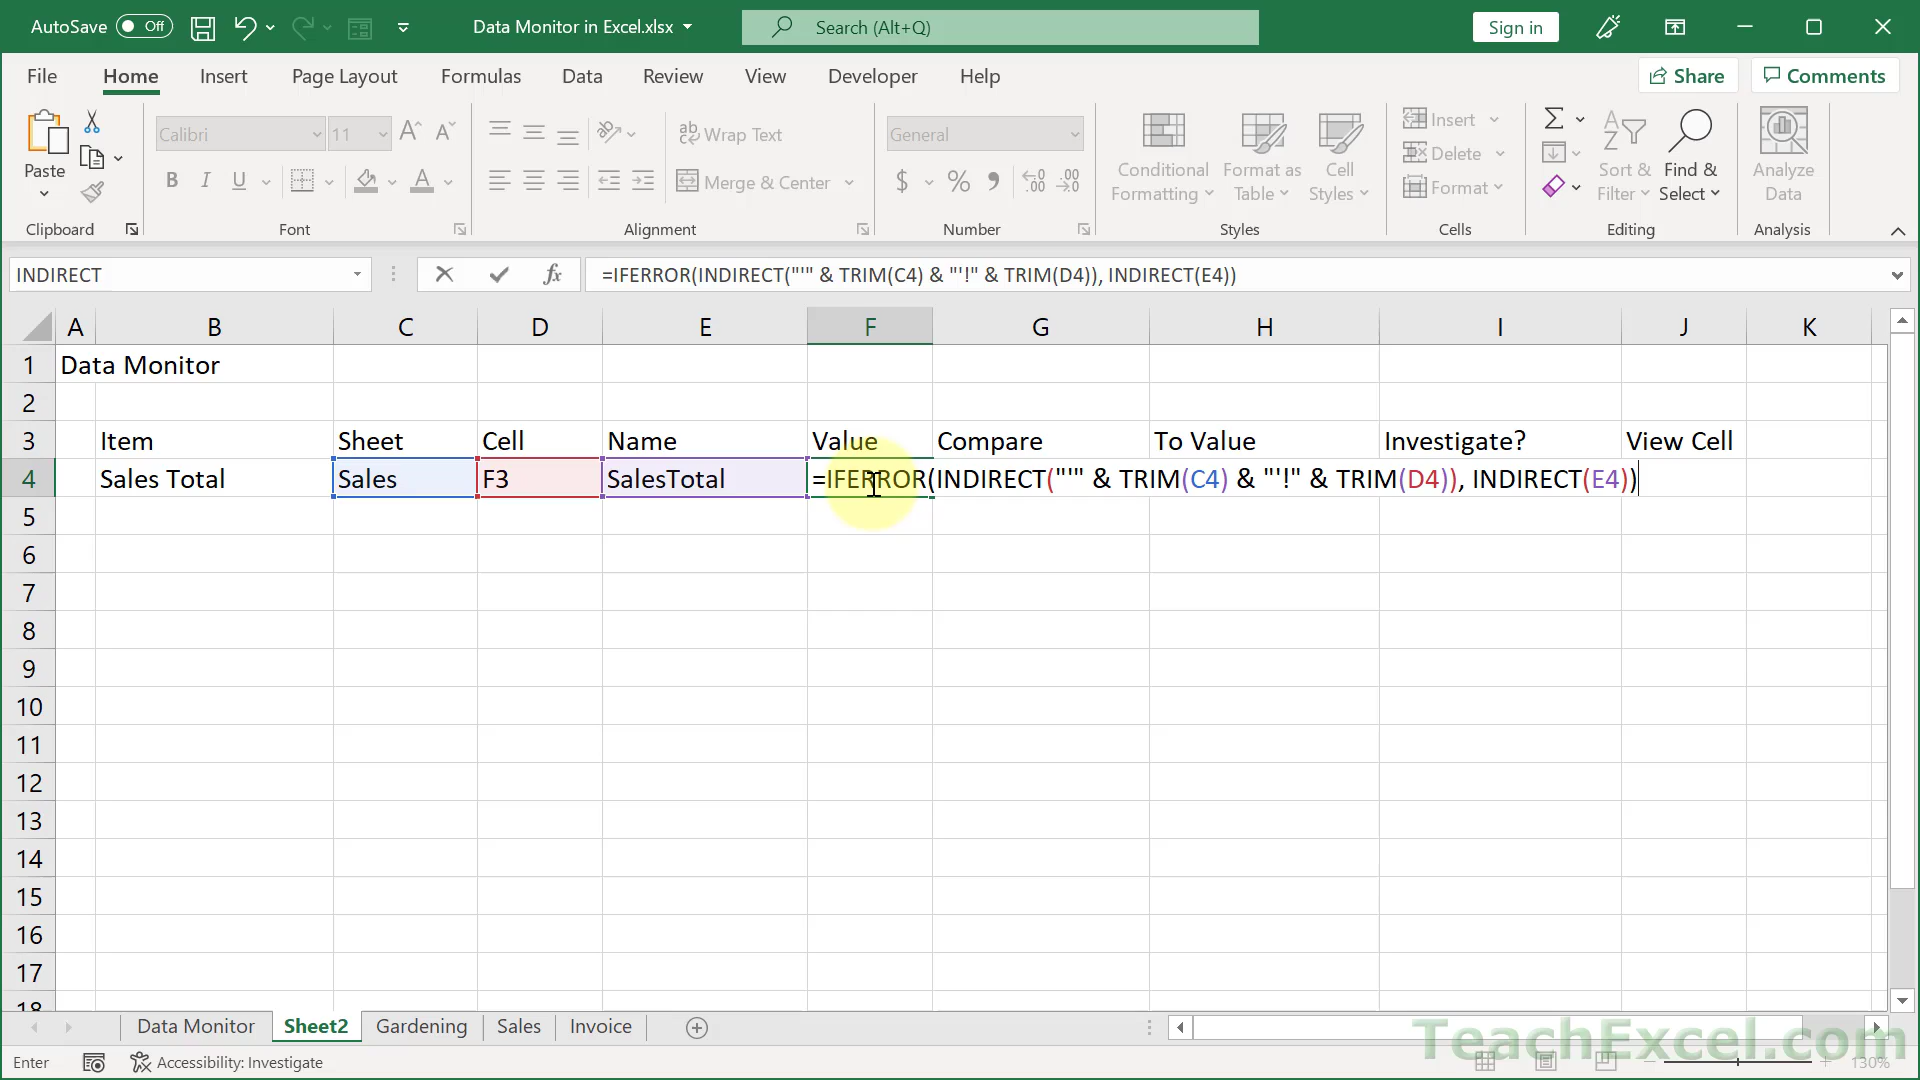 AutoSave Off Data Monitor in Excel.xlsx Search (Alt+Q) Sign in
File Home Insert Page Layout Formulas Data Review View Developer Help Share Comments
Paste Calibri 11 A A ab Wrap Text General Conditional Formatting Format as Table Cell Styles Insert Delete Format Sort & Filter Find & Select Analyze Data
B I U A Merge & Center $ % 9 .00 .00
Clipboard Font Alignment Number Styles Cells Editing Analysis
INDIRECT fx =IFERROR(INDIRECT("'" & TRIM(C4) & "'!" & TRIM(D4)), INDIRECT(E4))
A B C D E F G H I J K
1 Data Monitor
2
3 Item Sheet Cell Name Value Compare To Value Investigate? View Cell
4 Sales Total Sales F3 SalesTotal =IFERROR(INDIRECT("'" & TRIM(C4) & "'!" & TRIM(D4)), INDIRECT(E4))
5
6
7
8
9
10
11
12
13
14
15
16
17
18
Data Monitor Sheet2 Gardening Sales Invoice
TeachExcel.com
Enter Accessibility: Investigate 130%